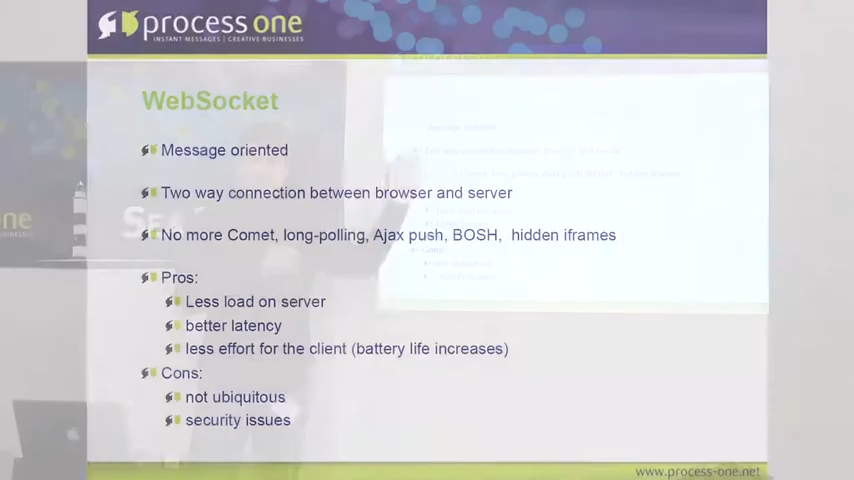 process one
INSTANT MESSAGES | CREATIVE BUSINESSES
WebSocket
Message oriented
Two way connection between browser and server
No more Comet, long-polling, Ajax push, BOSH, hidden iframes
Pros:
Less load on server
better latency
less effort for the client (battery life increases)
Cons:
not ubiquitous
security issues
www.process-one.net